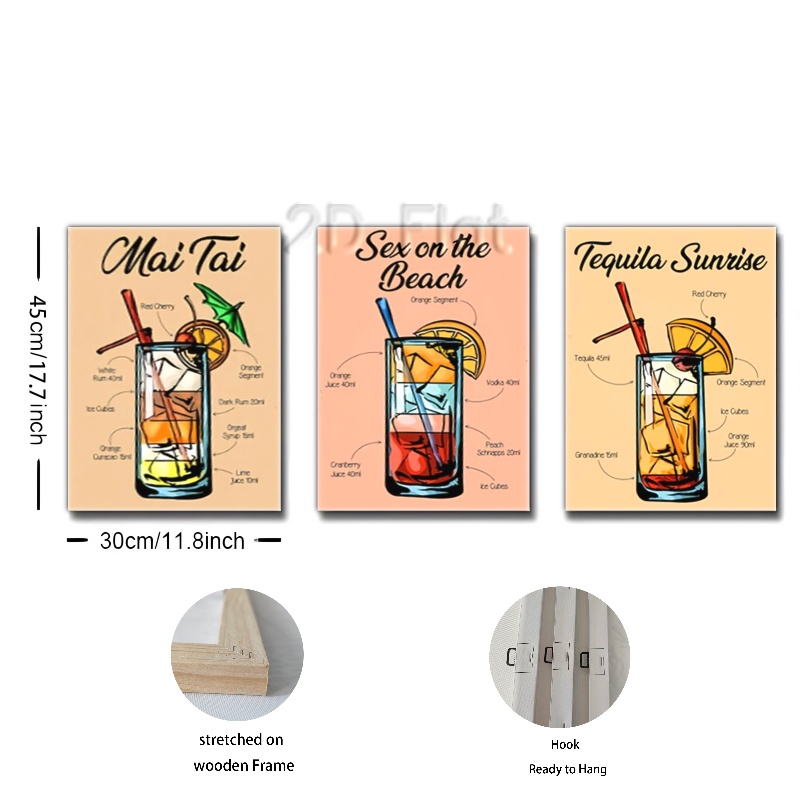 2D Flat
Mai Tai
Red Cherry
White
Rum 40ml
Orange
Segment
Ice Cubes
Dark Rum 20ml
Orange
Curacao 15ml
Orgeat
Syrup 15ml
Lime
Juice 10ml
Sex on the
Beach
Orange Segment
Orange
Juice 40ml
Vodka 40ml
Cranberry
Juice 40ml
Peach
Schnapps 20ml
Ice Cubes
Tequila Sunrise
Red Cherry
Tequila 45ml
Orange Segment
Ice Cubes
Orange
Juice 90ml
Granadine 15ml
45cm/17.7inch
30cm/11.8inch
stretched on
wooden Frame
Hook
Ready to Hang